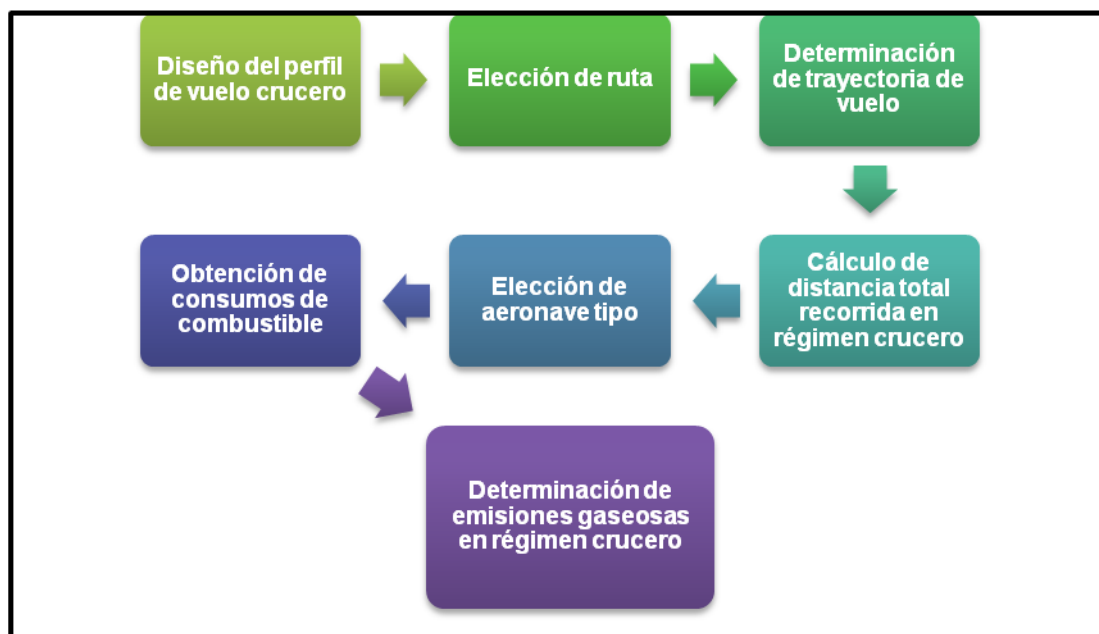 Diseño del perfil
de vuelo crucero
Elección de ruta
Determinación
de trayectoria de
vuelo
Cálculo de
distancia total
recorrida en
régimen crucero
Elección de
aeronave tipo
Obtención de
consumos de
combustible
Determinación de
emisiones gaseosas
en régimen crucero